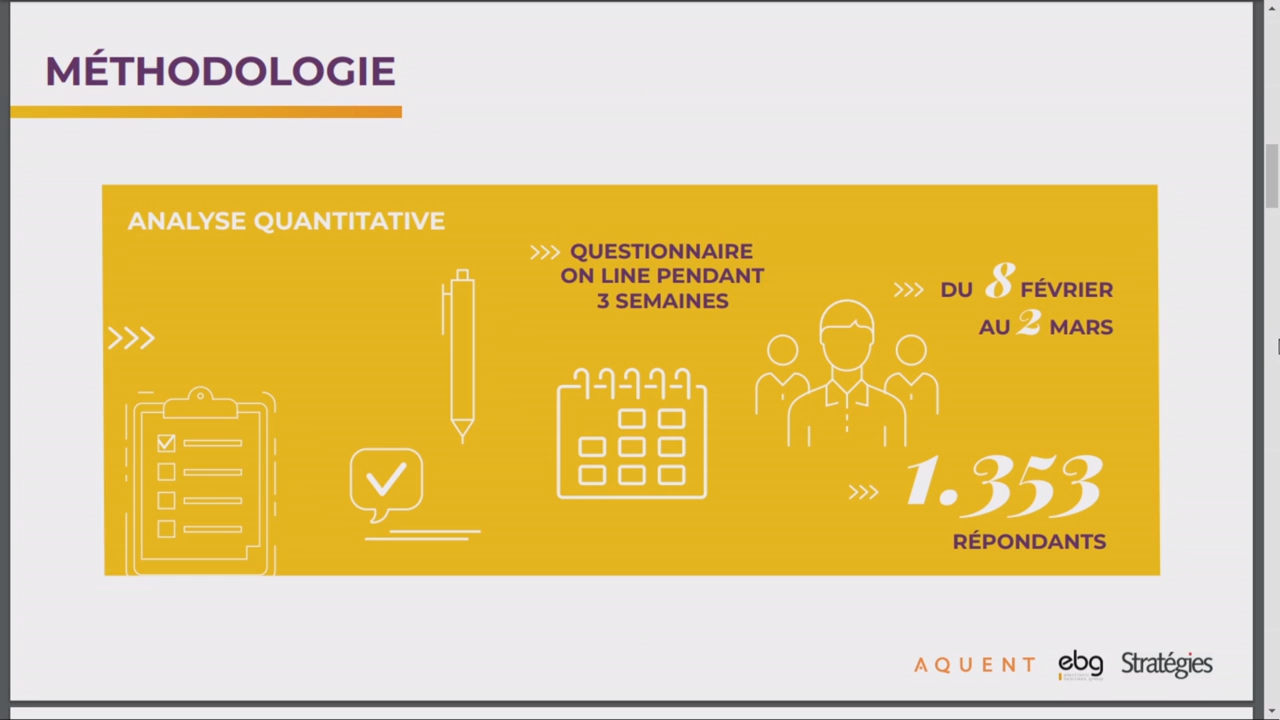 MÉTHODOLOGIE
ANALYSE QUANTITATIVE
>>> QUESTIONNAIRE
ON LINE PENDANT
3 SEMAINES
>>> DU 8 FÉVRIER
AU 2 MARS
>>>
>>> 1.353
RÉPONDANTS
AQUENT ebg Stratégies